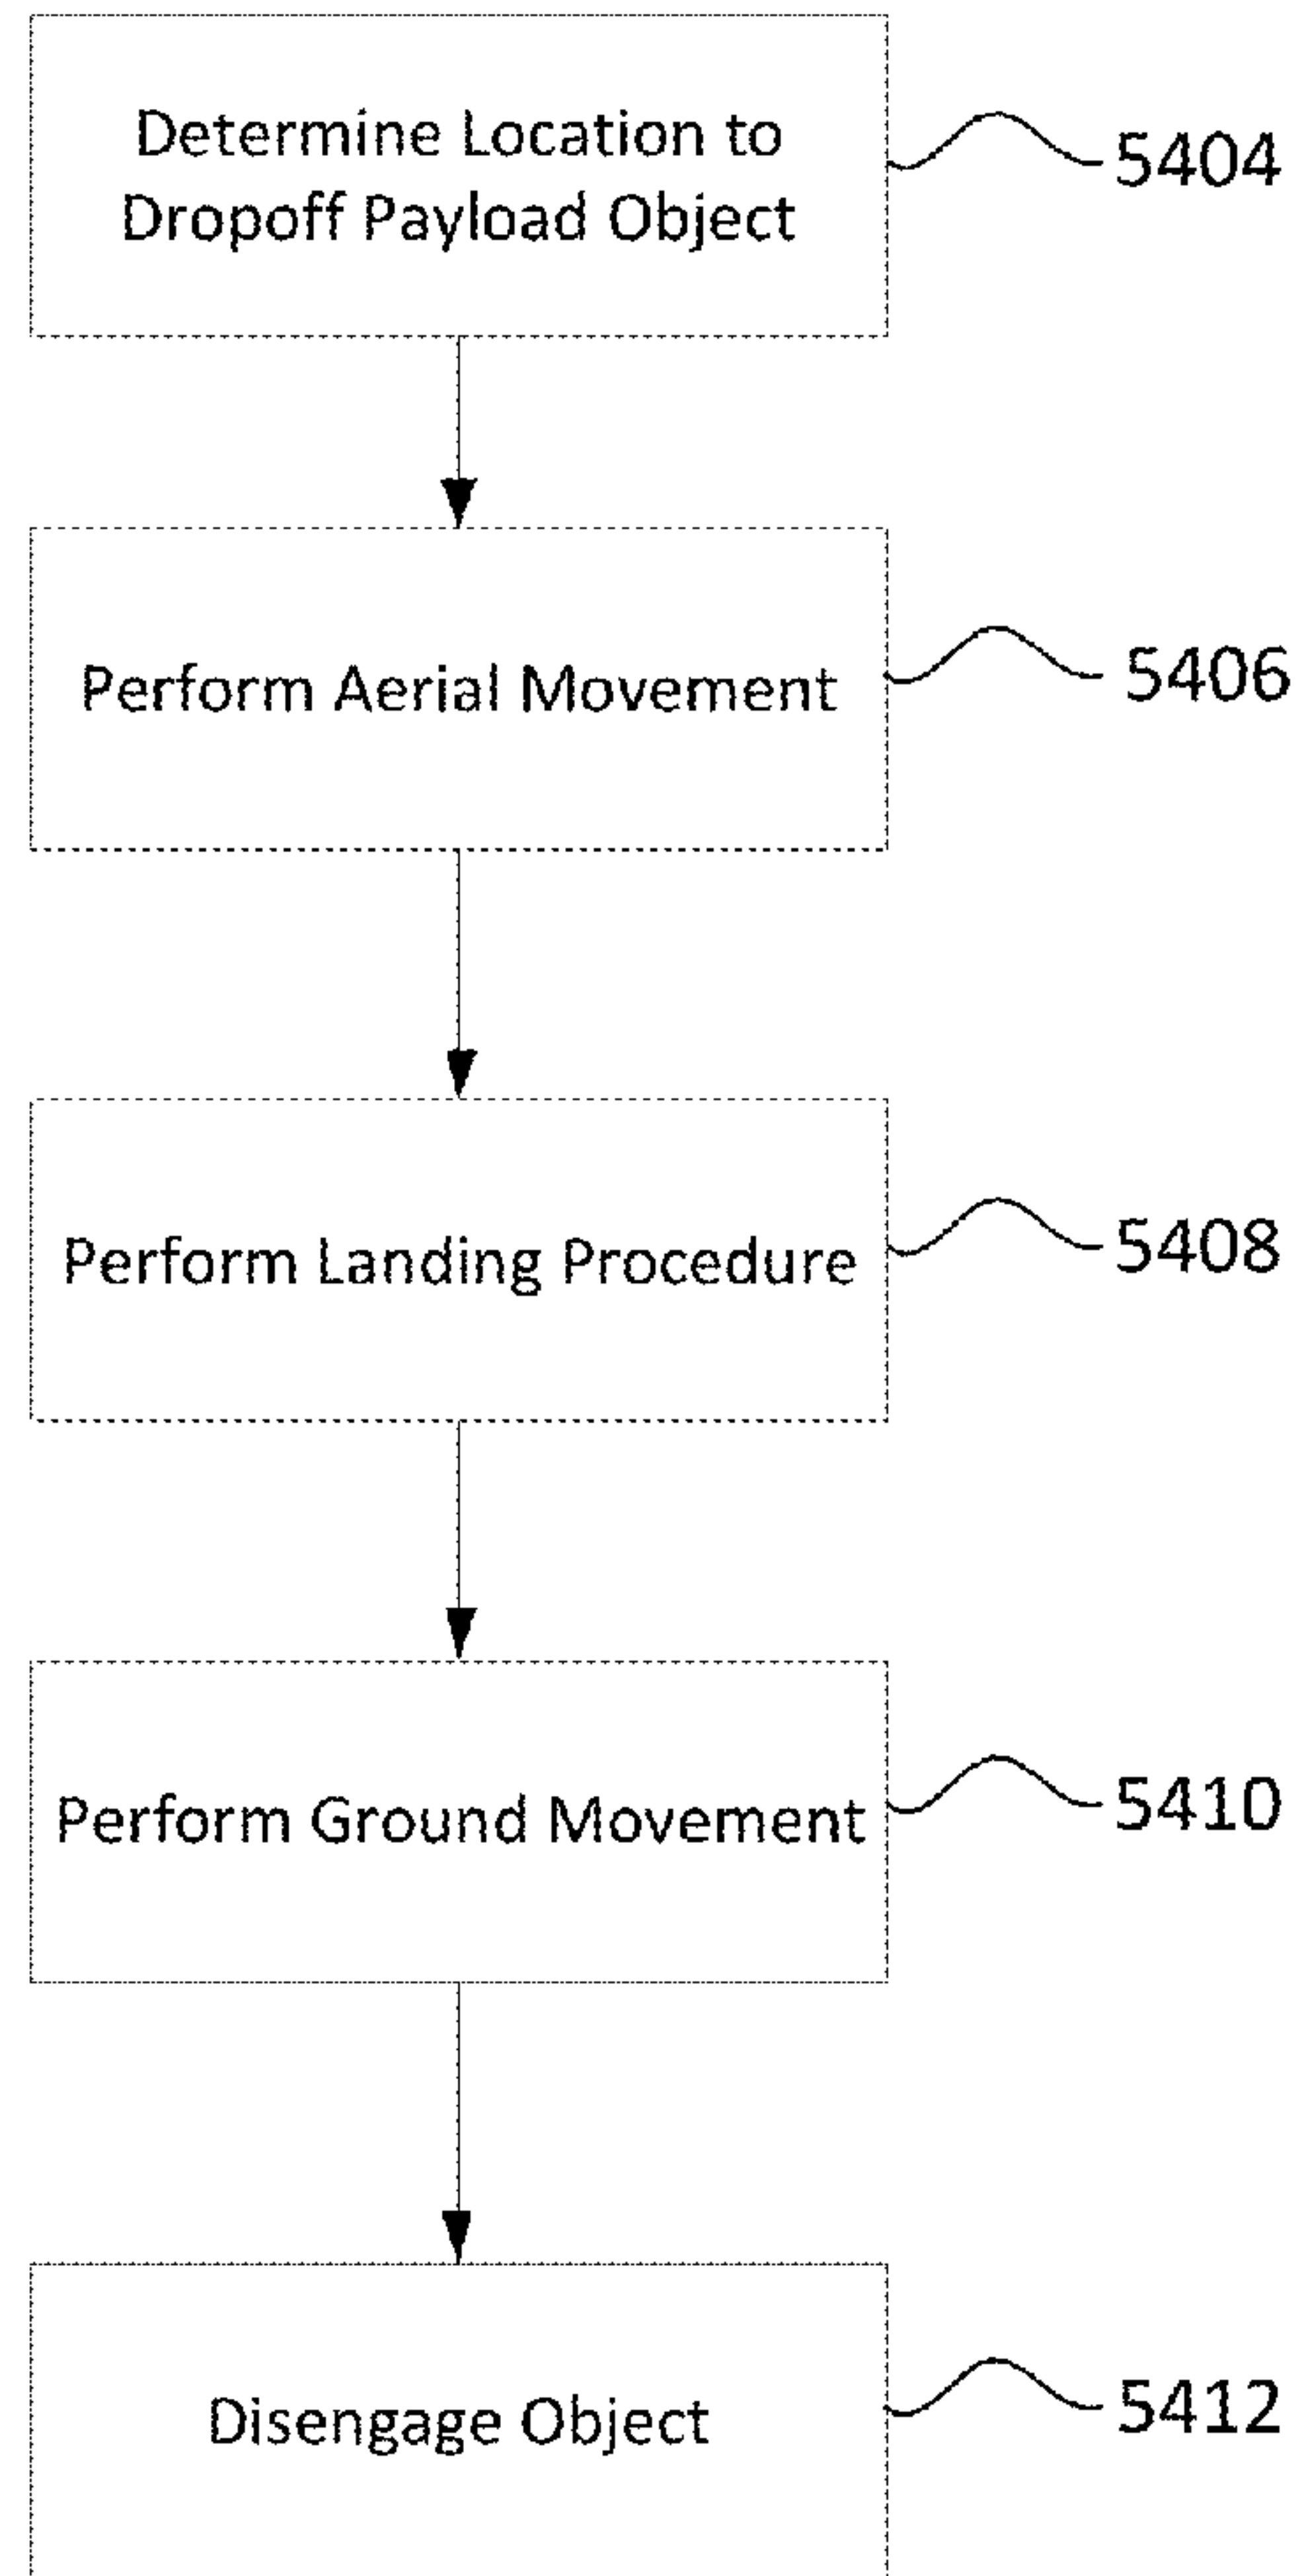 Determine Location to
Dropoff Payload Object
5404
Perform Aerial Movement
5406
Perform Landing Procedure
5408
Perform Ground Movement
5410
Disengage Object
5412